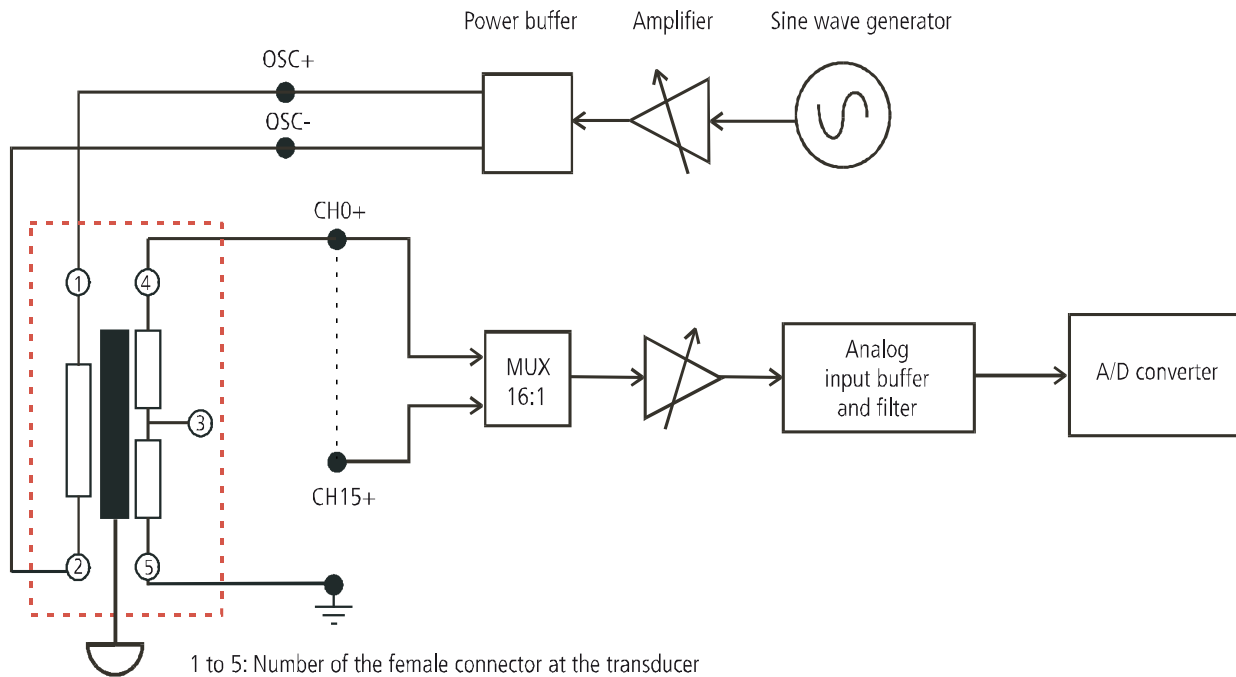 Power buffer
Amplifier
Sine wave generator
OSC+
OSC-
CH0+
1
4
MUX
16:1
Analog
input buffer
and filter
A/D converter
3
CH15+
2
5
1 to 5: Number of the female connector at the transducer